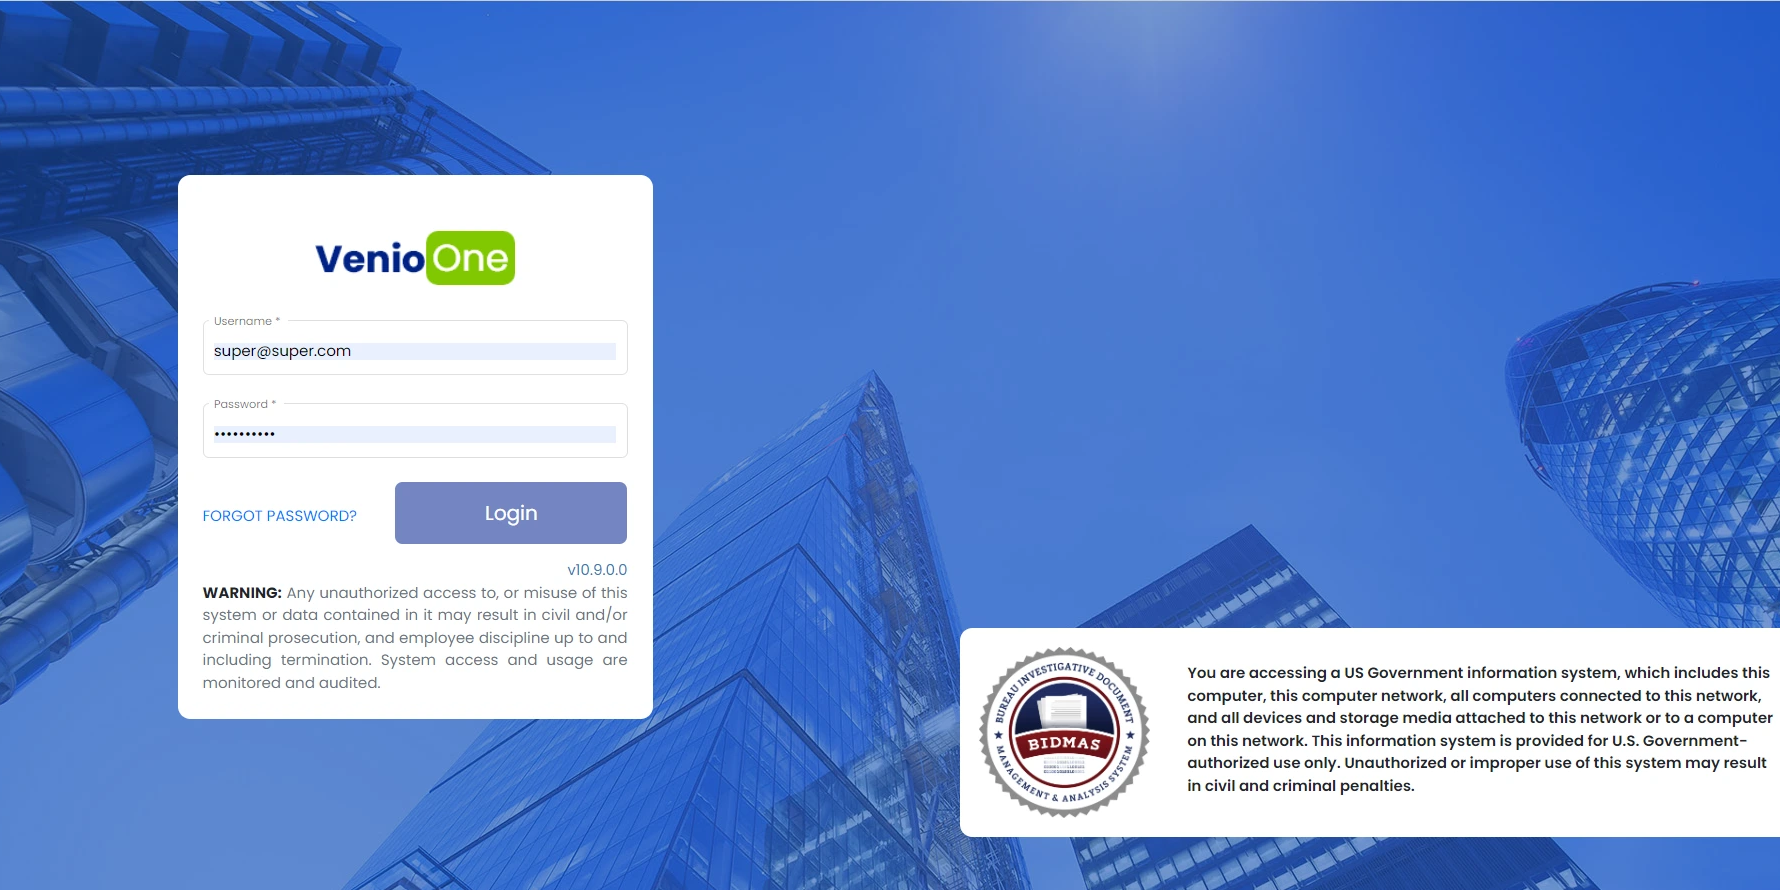 VenioOne
Username *
super@super.com
Password *
••••••••••
FORGOT PASSWORD?
Login
v10.9.0.0
WARNING: Any unauthorized access to, or misuse of this
system or data contained in it may result in civil and/or
criminal prosecution, and employee discipline up to and
including termination. System access and usage are
monitored and audited.
BUREAU INVESTIGATIVE DOCUMENT
BIDMAS
MANAGEMENT & ANALYSIS SYSTEM
You are accessing a US Government information system, which includes this
computer, this computer network, all computers connected to this network,
and all devices and storage media attached to this network or to a computer
on this network. This information system is provided for U.S. Government-
authorized use only. Unauthorized or improper use of this system may result
in civil and criminal penalties.